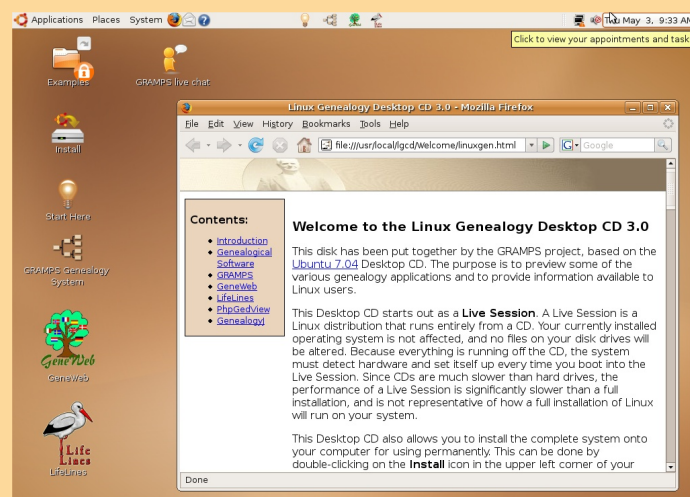 Applications Places System
Thu May 3, 9:33 AM
Click to view your appointments and task
Examples
GRAMPS live chat
Install
Start Here
GRAMPS Genealogy
System
GeneWeb
GeneWeb
Life
Lines
LifeLines
Linux Genealogy Desktop CD 3.0 - Mozilla Firefox
File Edit View History Bookmarks Tools Help
file:///usr/local/lgcd/Welcome/linuxgen.html
G Google
Contents:
Introduction
Genealogical
Software
GRAMPS
GeneWeb
LifeLines
PhpGedView
GenealogyJ
Welcome to the Linux Genealogy Desktop CD 3.0
This disk has been put together by the GRAMPS project, based on the
Ubuntu 7.04 Desktop CD. The purpose is to preview some of the
various genealogy applications and to provide information available to
Linux users.
This Desktop CD starts out as a Live Session. A Live Session is a
Linux distribution that runs entirely from a CD. Your currently installed
operating system is not affected, and no files on your disk drives will
be altered. Because everything is running off the CD, the system
must detect hardware and set itself up every time you boot into the
Live Session. Since CDs are much slower than hard drives, the
performance of a Live Session is significantly slower than a full
installation, and is not representative of how a full installation of Linux
will run on your system.
This Desktop CD also allows you to install the complete system onto
your computer for using permanently. This can be done by
double-clicking on the Install icon in the upper left corner of your
Done